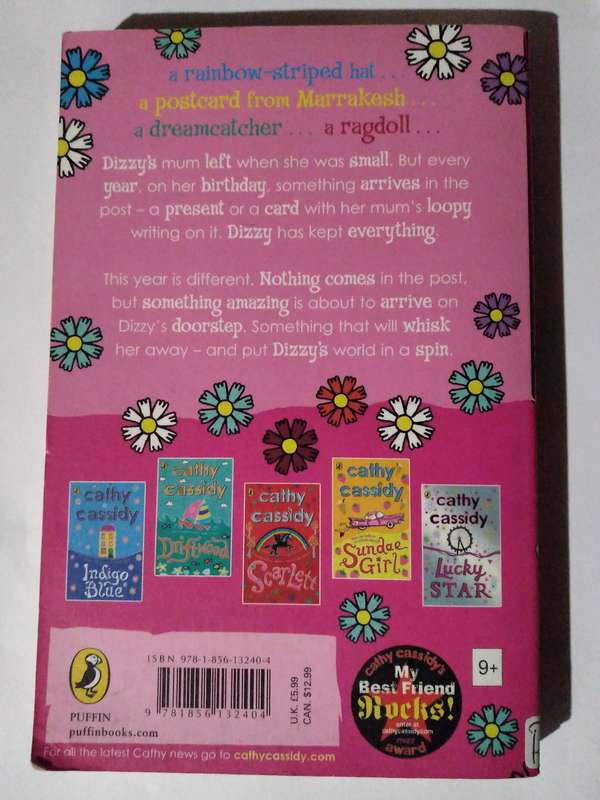 a rainbow-striped hat . . .
a postcard from Marrakesh . . .
a dreamcatcher . . . a ragdoll . . .
Dizzy's mum left when she was small. But every
year, on her birthday, something arrives in the
post – a present or a card with her mum's loopy
writing on it. Dizzy has kept everything.
This year is different. Nothing comes in the post,
but something amazing is about to arrive on
Dizzy's doorstep. Something that will whisk
her away – and put Dizzy's world in a spin.
cathy
cassidy
Indigo
Blue
cathy
cassidy
Driftwood
cathy
cassidy
Scarlett
cathy
cassidy
Sundae
Girl
cathy
cassidy
Lucky
STAR
PUFFIN
puffinbooks.com
ISBN 978-1-856-13240-4
9 781856 132404
U.K. £5.99
CAN. $12.99
cathy cassidy's
My
Best Friend
Rocks!
enter at
cathycassidy.com
award
9+
For all the latest Cathy news go to cathycassidy.com